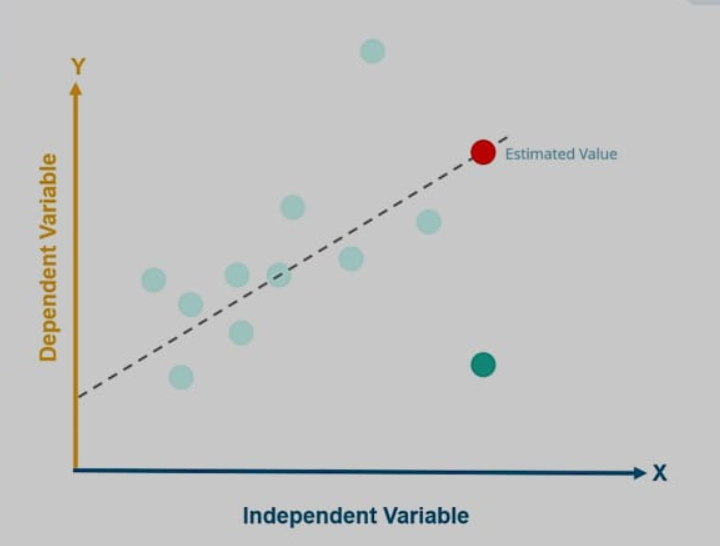 Y
Estimated Value
Dependent Variable
X
Independent Variable